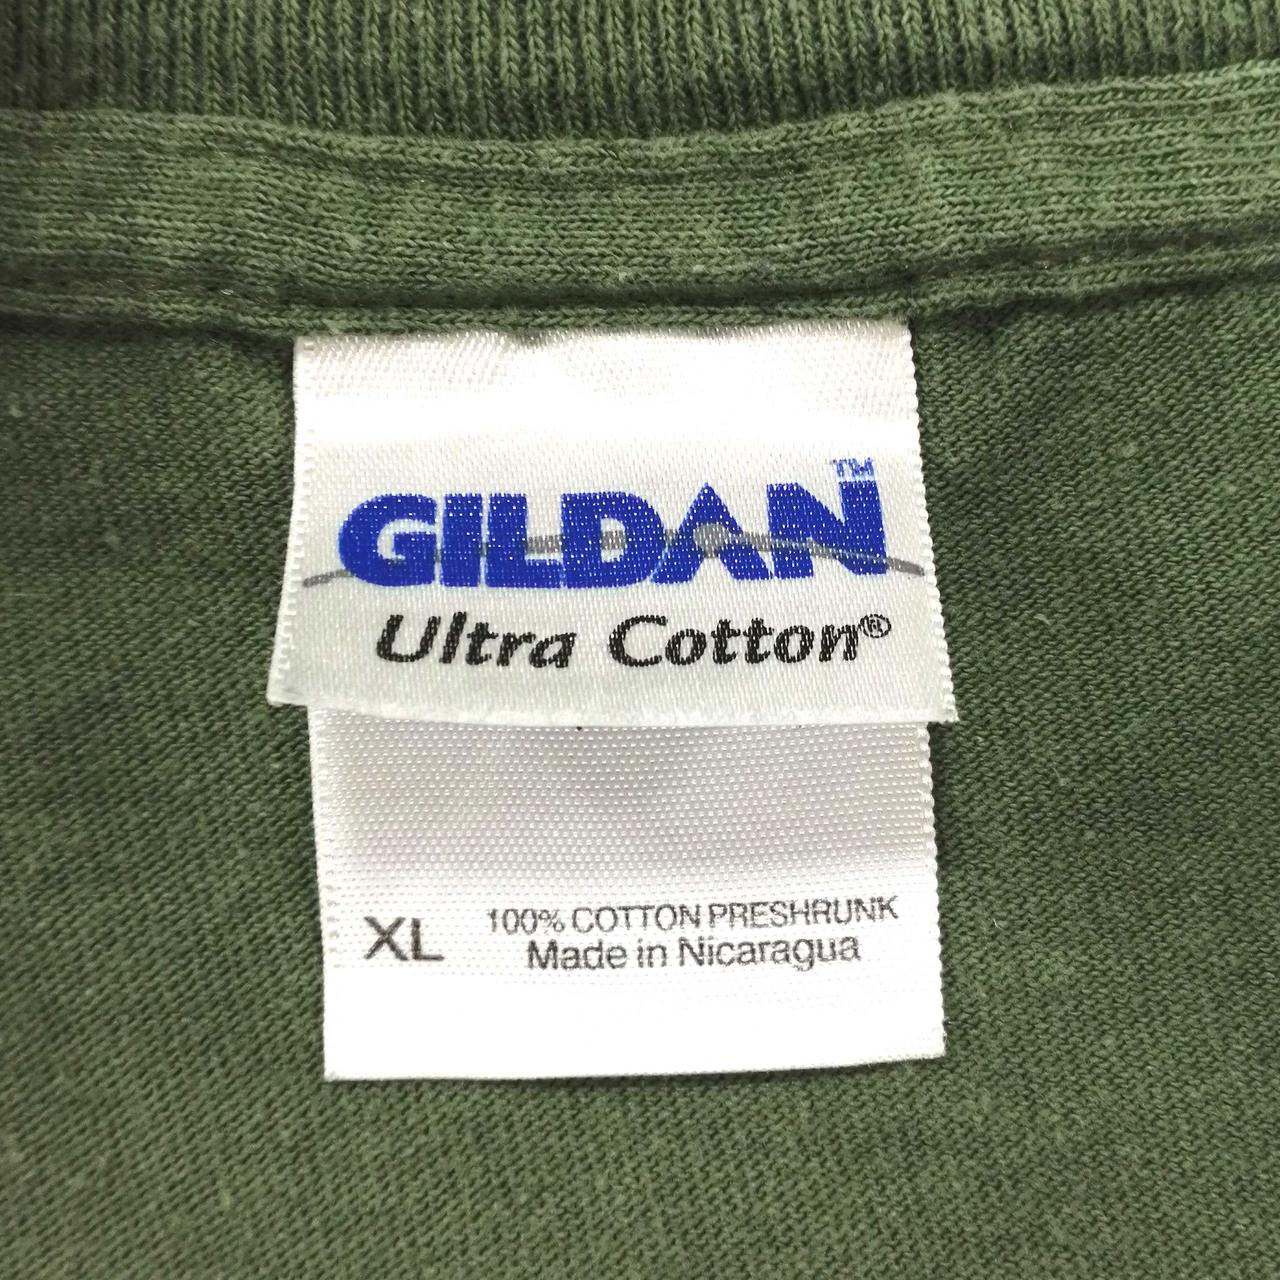 GILDAN™
Ultra Cotton®
XL
100% COTTON PRESHRUNK
Made in Nicaragua